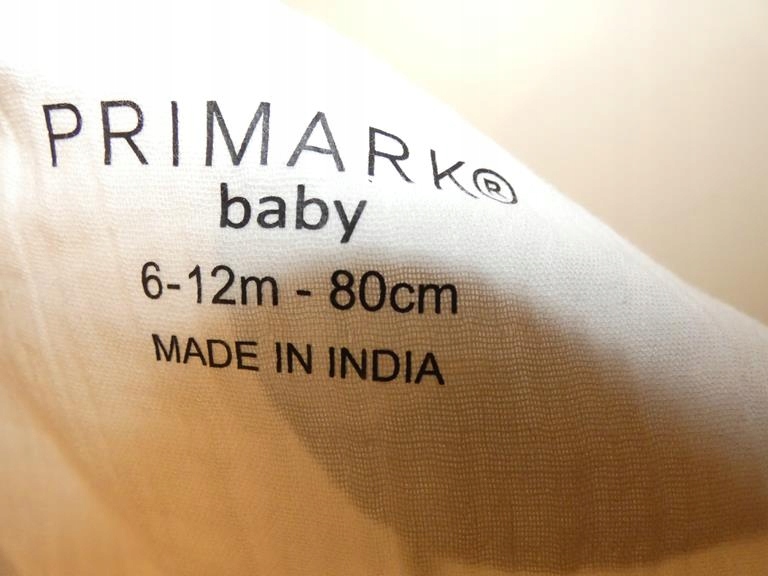 PRIMARK®
baby
6-12m - 80cm
MADE IN INDIA